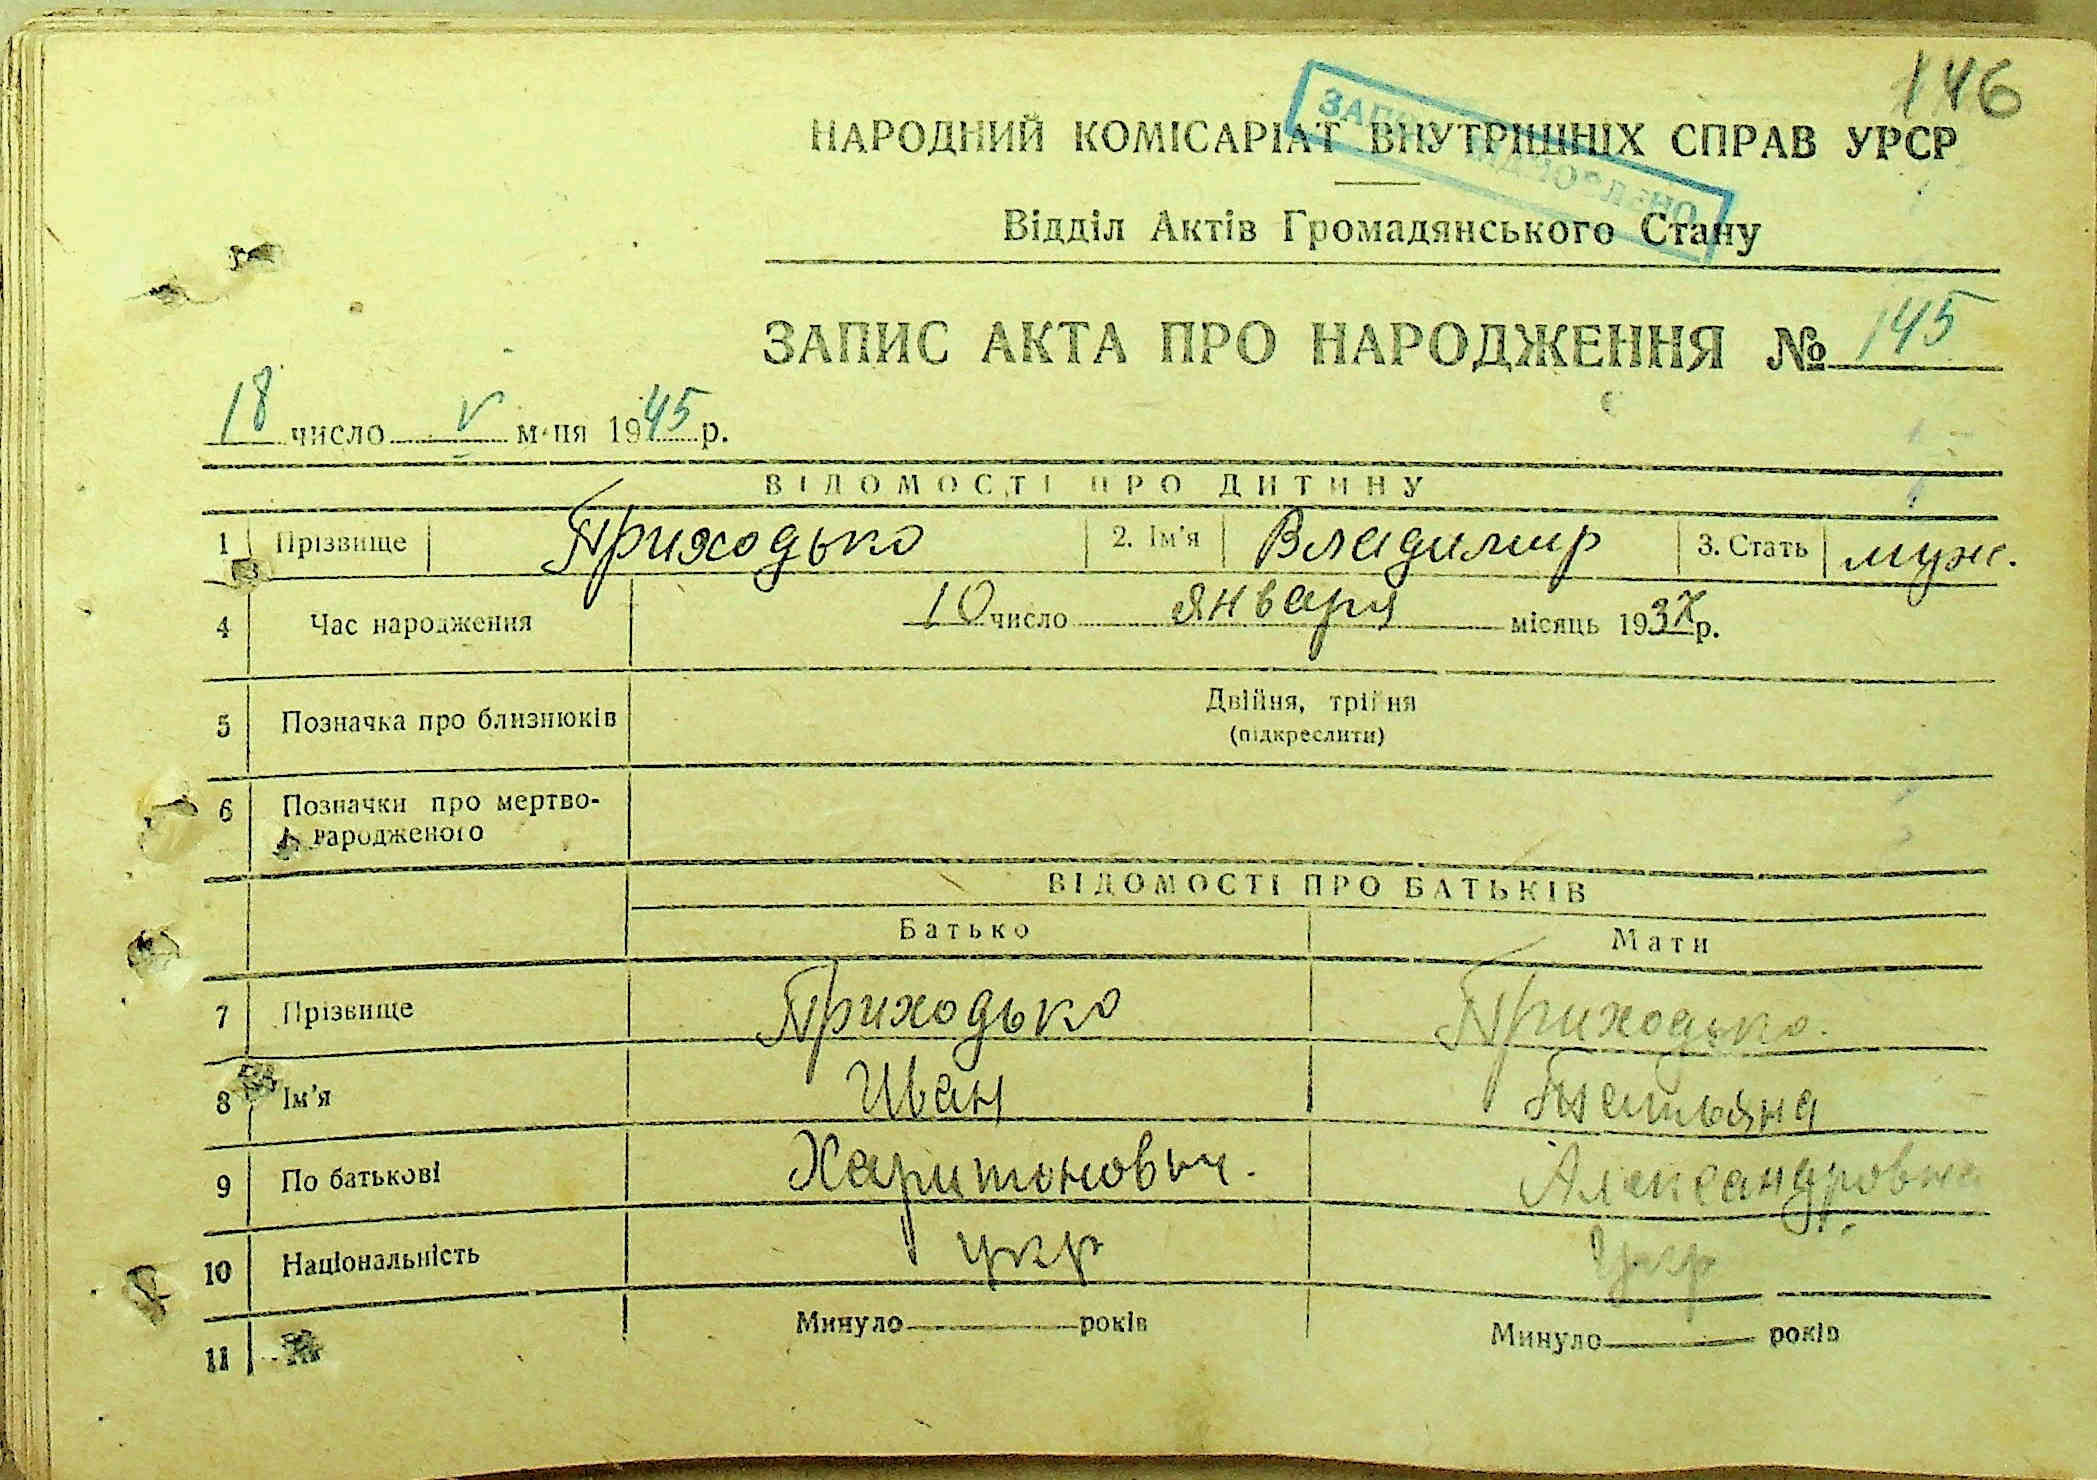 146
НАРОДНИЙ КОМІСАРІАТ ВНУТРІШНІХ СПРАВ УРСР
Відділ Актів Громадянського Стану
ЗАПИС АКТА ПРО НАРОДЖЕННЯ № 145
18 число V м-ця 1945 р.
ВІДОМОСТІ ПРО ДИТИНУ
1 Прізвище Приходько 2. Ім'я Владимир 3. Стать муж.
4 Час народження 10 число января місяць 193 р.
5 Позначка про близнюків Двійня, трійня
(підкреслити)
6 Позначки про мертво-
народженого
ВІДОМОСТІ ПРО БАТЬКІВ
Батько Мати
7 Прізвище Приходько Приходько.
8 Ім'я Иван Татьяна
9 По батькові Харитонович. Александровна
10 Національність укр укр
11 Минуло років Минуло років